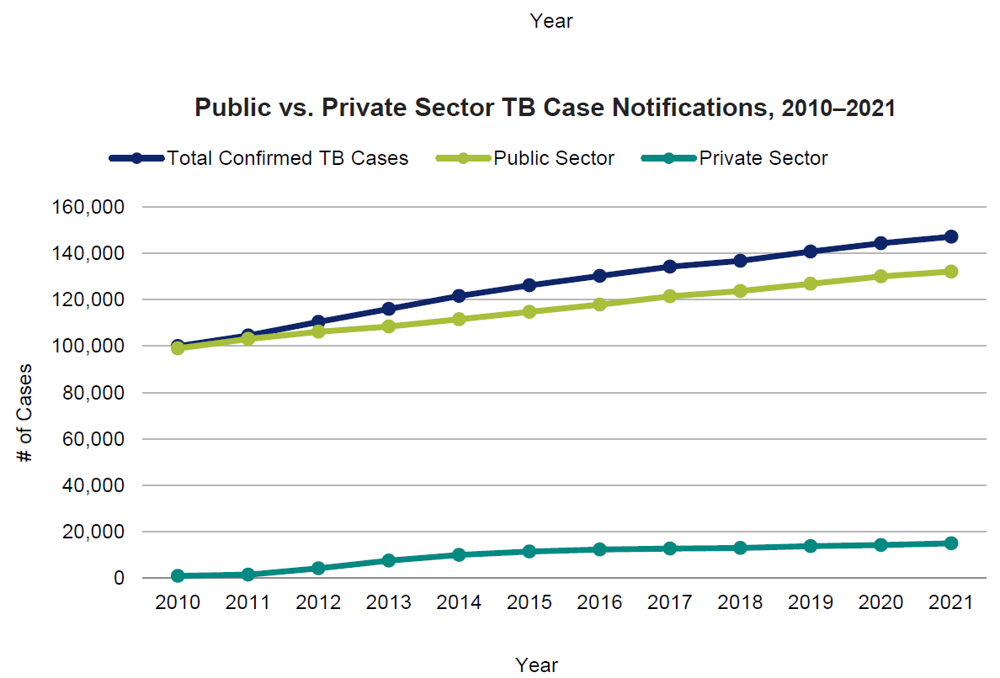 Year
Public vs. Private Sector TB Case Notifications, 2010–2021
Total Confirmed TB Cases Public Sector Private Sector
160,000
140,000
120,000
100,000
80,000
60,000
40,000
20,000
0
# of Cases
2010 2011 2012 2013 2014 2015 2016 2017 2018 2019 2020 2021
Year